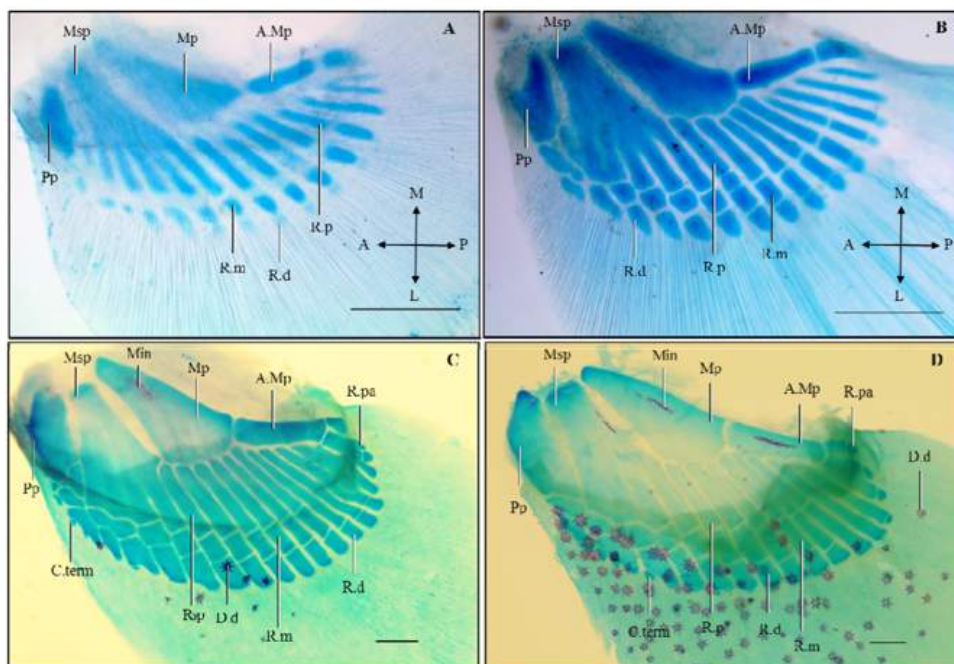 Msp Mp A.Mp A
Pp
M
A P
L
R.p
R.m R.d
Msp A.Mp B
Pp
M
A P
L
R.d R.p R.m
Msp Min Mp A.Mp R.pa C
Pp
C.term R.p D.d R.m R.d
Msp Min Mp A.Mp R.pa D
D.d
Pp
C.term R.p R.d R.m